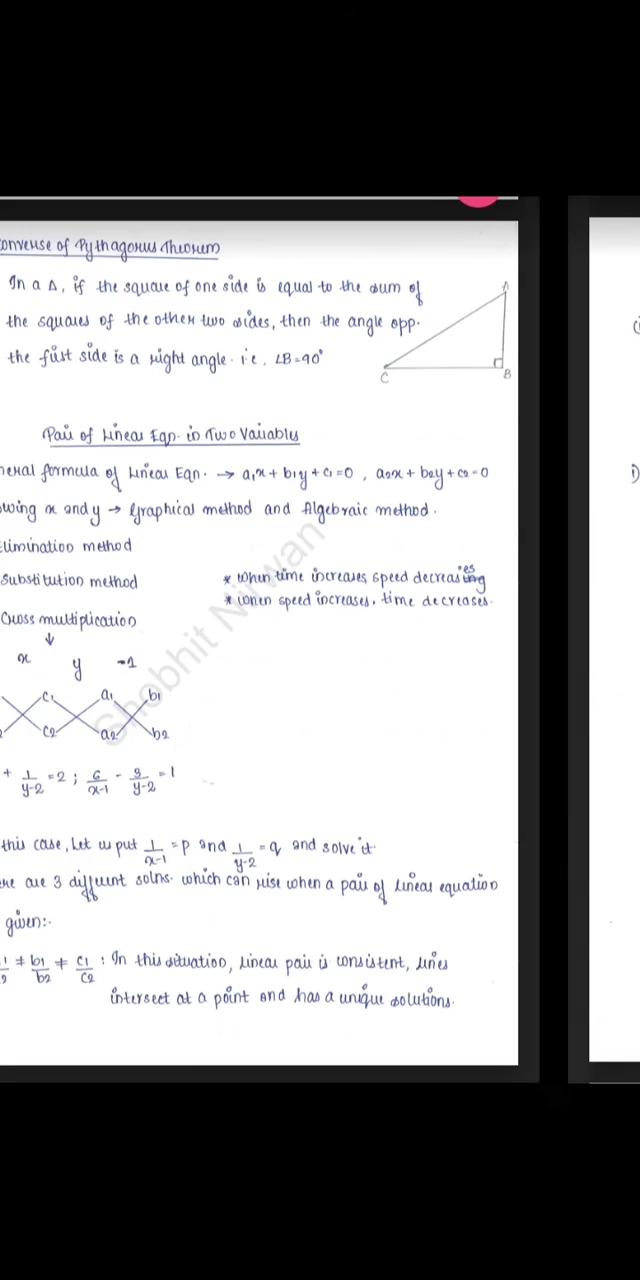 onverse of Pythagorus Theorem
In a Δ, if the square of one side is equal to the sum of
the squares of the other two sides, then the angle opp.
the first side is a right angle. i.e. ∠B=90°
A
C
B
Pair of Linear Eqn. in Two Variables
neral formula of Linear Eqn. → a1x + b1y + c1=0 , a2x + b2y + c2=0
wing x and y → Graphical method and Algebraic method.
limination method
Substitution method
* When time increases speed decreases
* When speed increases, time decreases.
Cross multiplication
↓
x y -1
c1 a1 b1
2 c2 a2 b2
+ 1/y-2 = 2 ; 6/x-1 - 3/y-2 = 1
this case, Let us put 1/x-1 = p and 1/y-2 = q and solve it.
re are 3 different solns. which can rise when a pair of linear equation
given:-
1/2 ≠ b1/b2 ≠ c1/c2 : In this situation, linear pair is consistent, lines
intersect at a point and has a unique solutions.
Shobhit Nirwan
1)